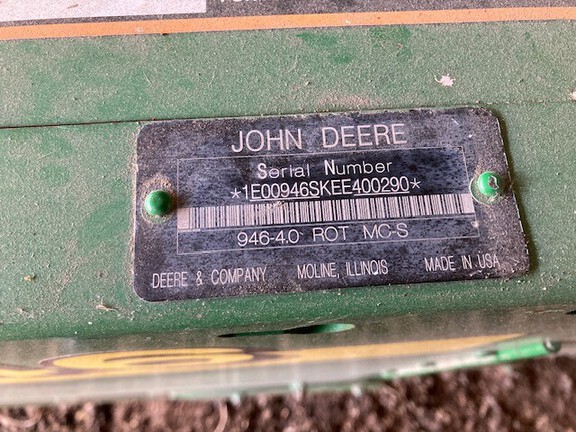 JOHN DEERE
Serial Number
*1E00946SKEE400290*
946-4.0 ROT MC-S
DEERE & COMPANY MOLINE, ILLINOIS MADE IN USA